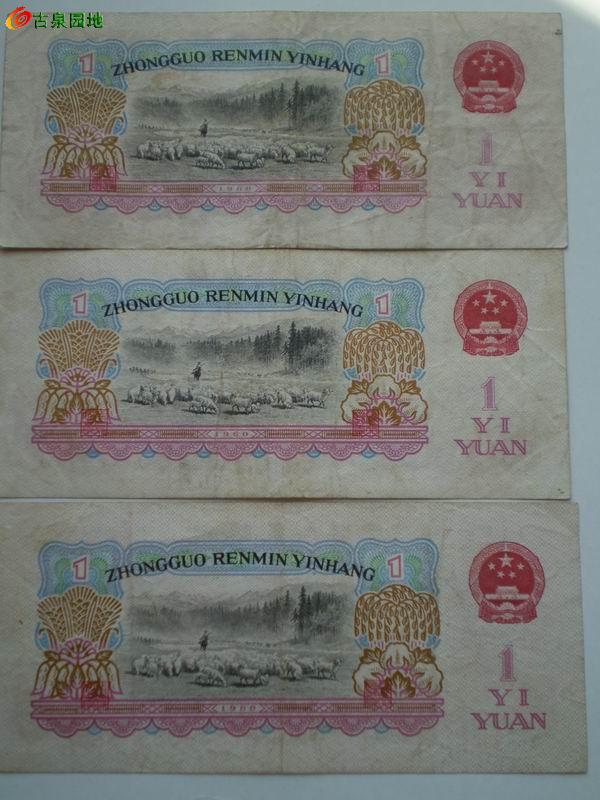 古泉园地
ZHONGGUO RENMIN YINHANG
1 1
1960
1
YI
YUAN
ZHONGGUO RENMIN YINHANG
1 1
1960
1
YI
YUAN
ZHONGGUO RENMIN YINHANG
1 1
1960
1
YI
YUAN